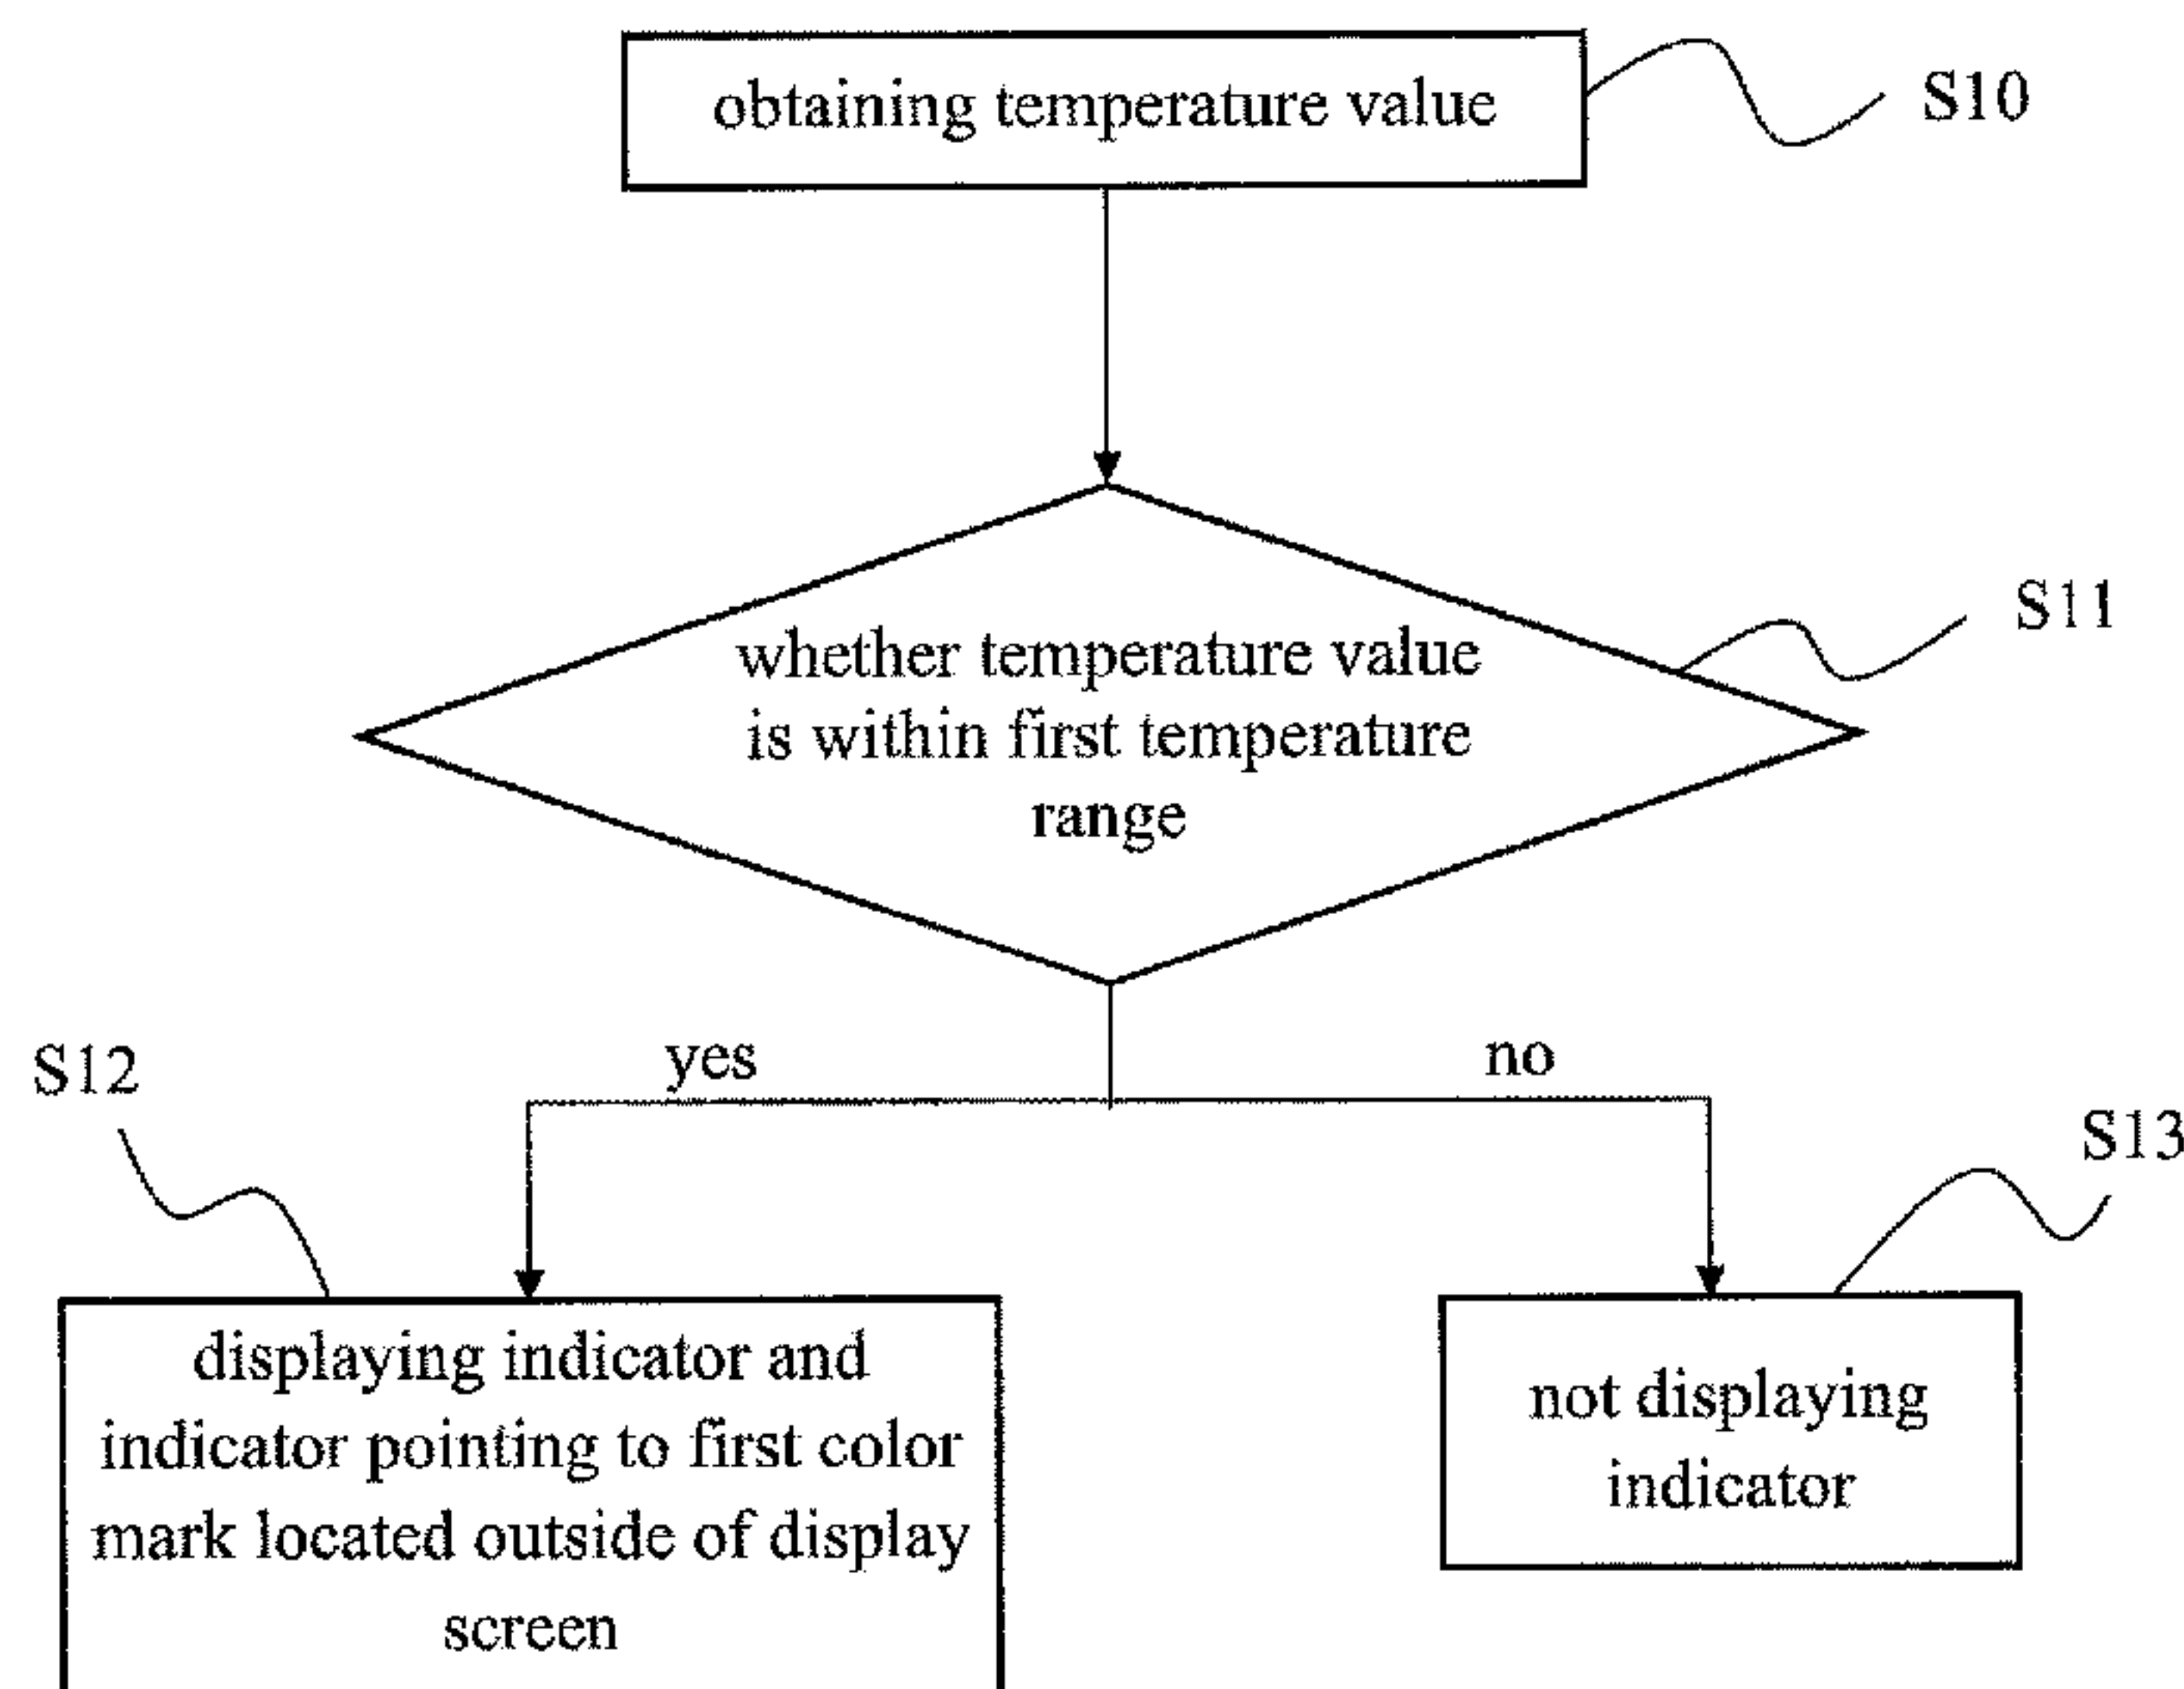 obtaining temperature value
S10
whether temperature value
is within first temperature
range
S11
yes
no
S12
S13
displaying indicator and
indicator pointing to first color
mark located outside of display
screen
not displaying
indicator